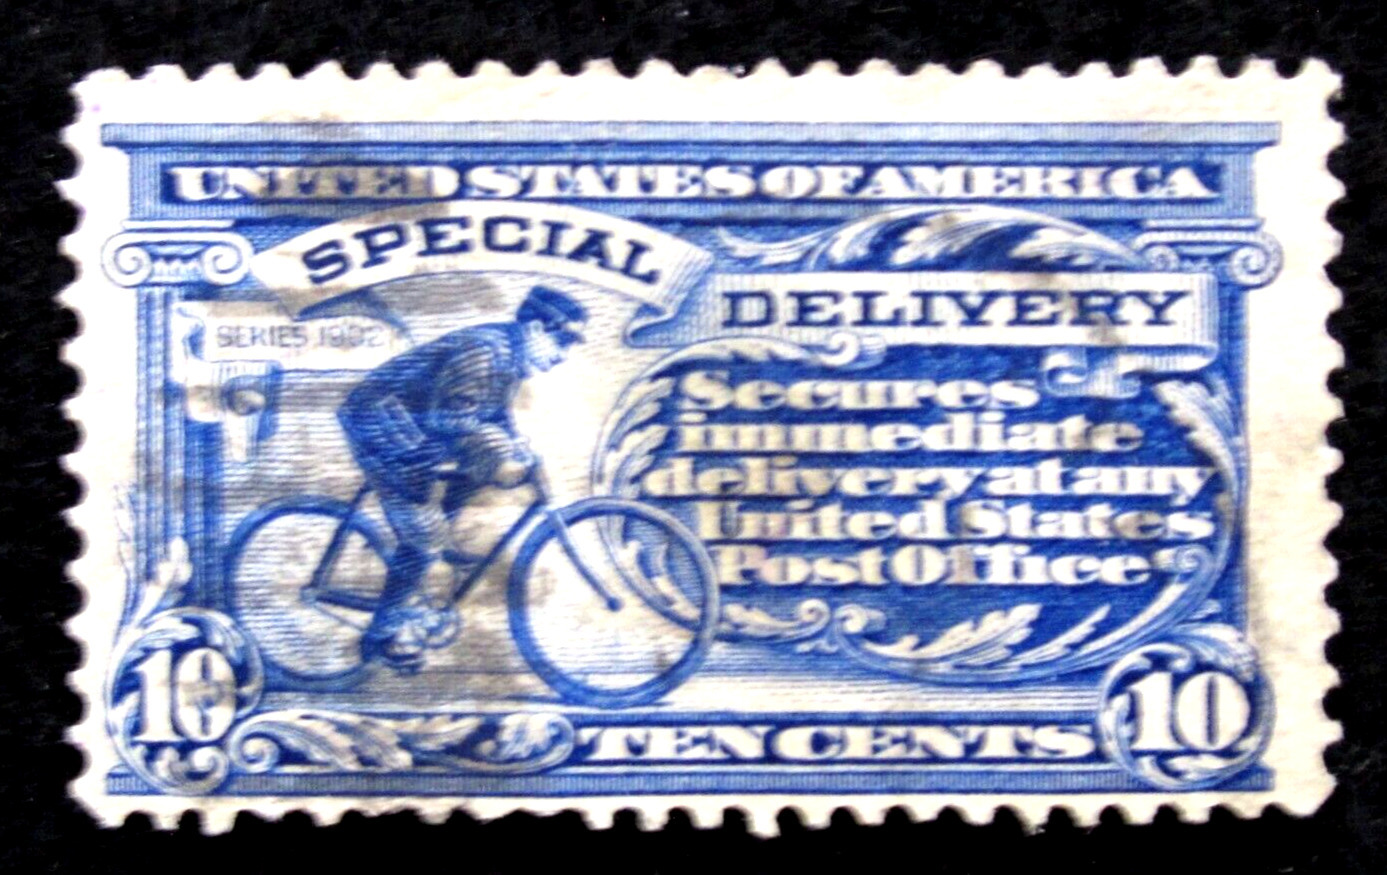 UNITED STATES OF AMERICA
SPECIAL
DELIVERY
SERIES 1902
Secures
immediate
delivery at any
United States
Post Office
10
TEN CENTS
10